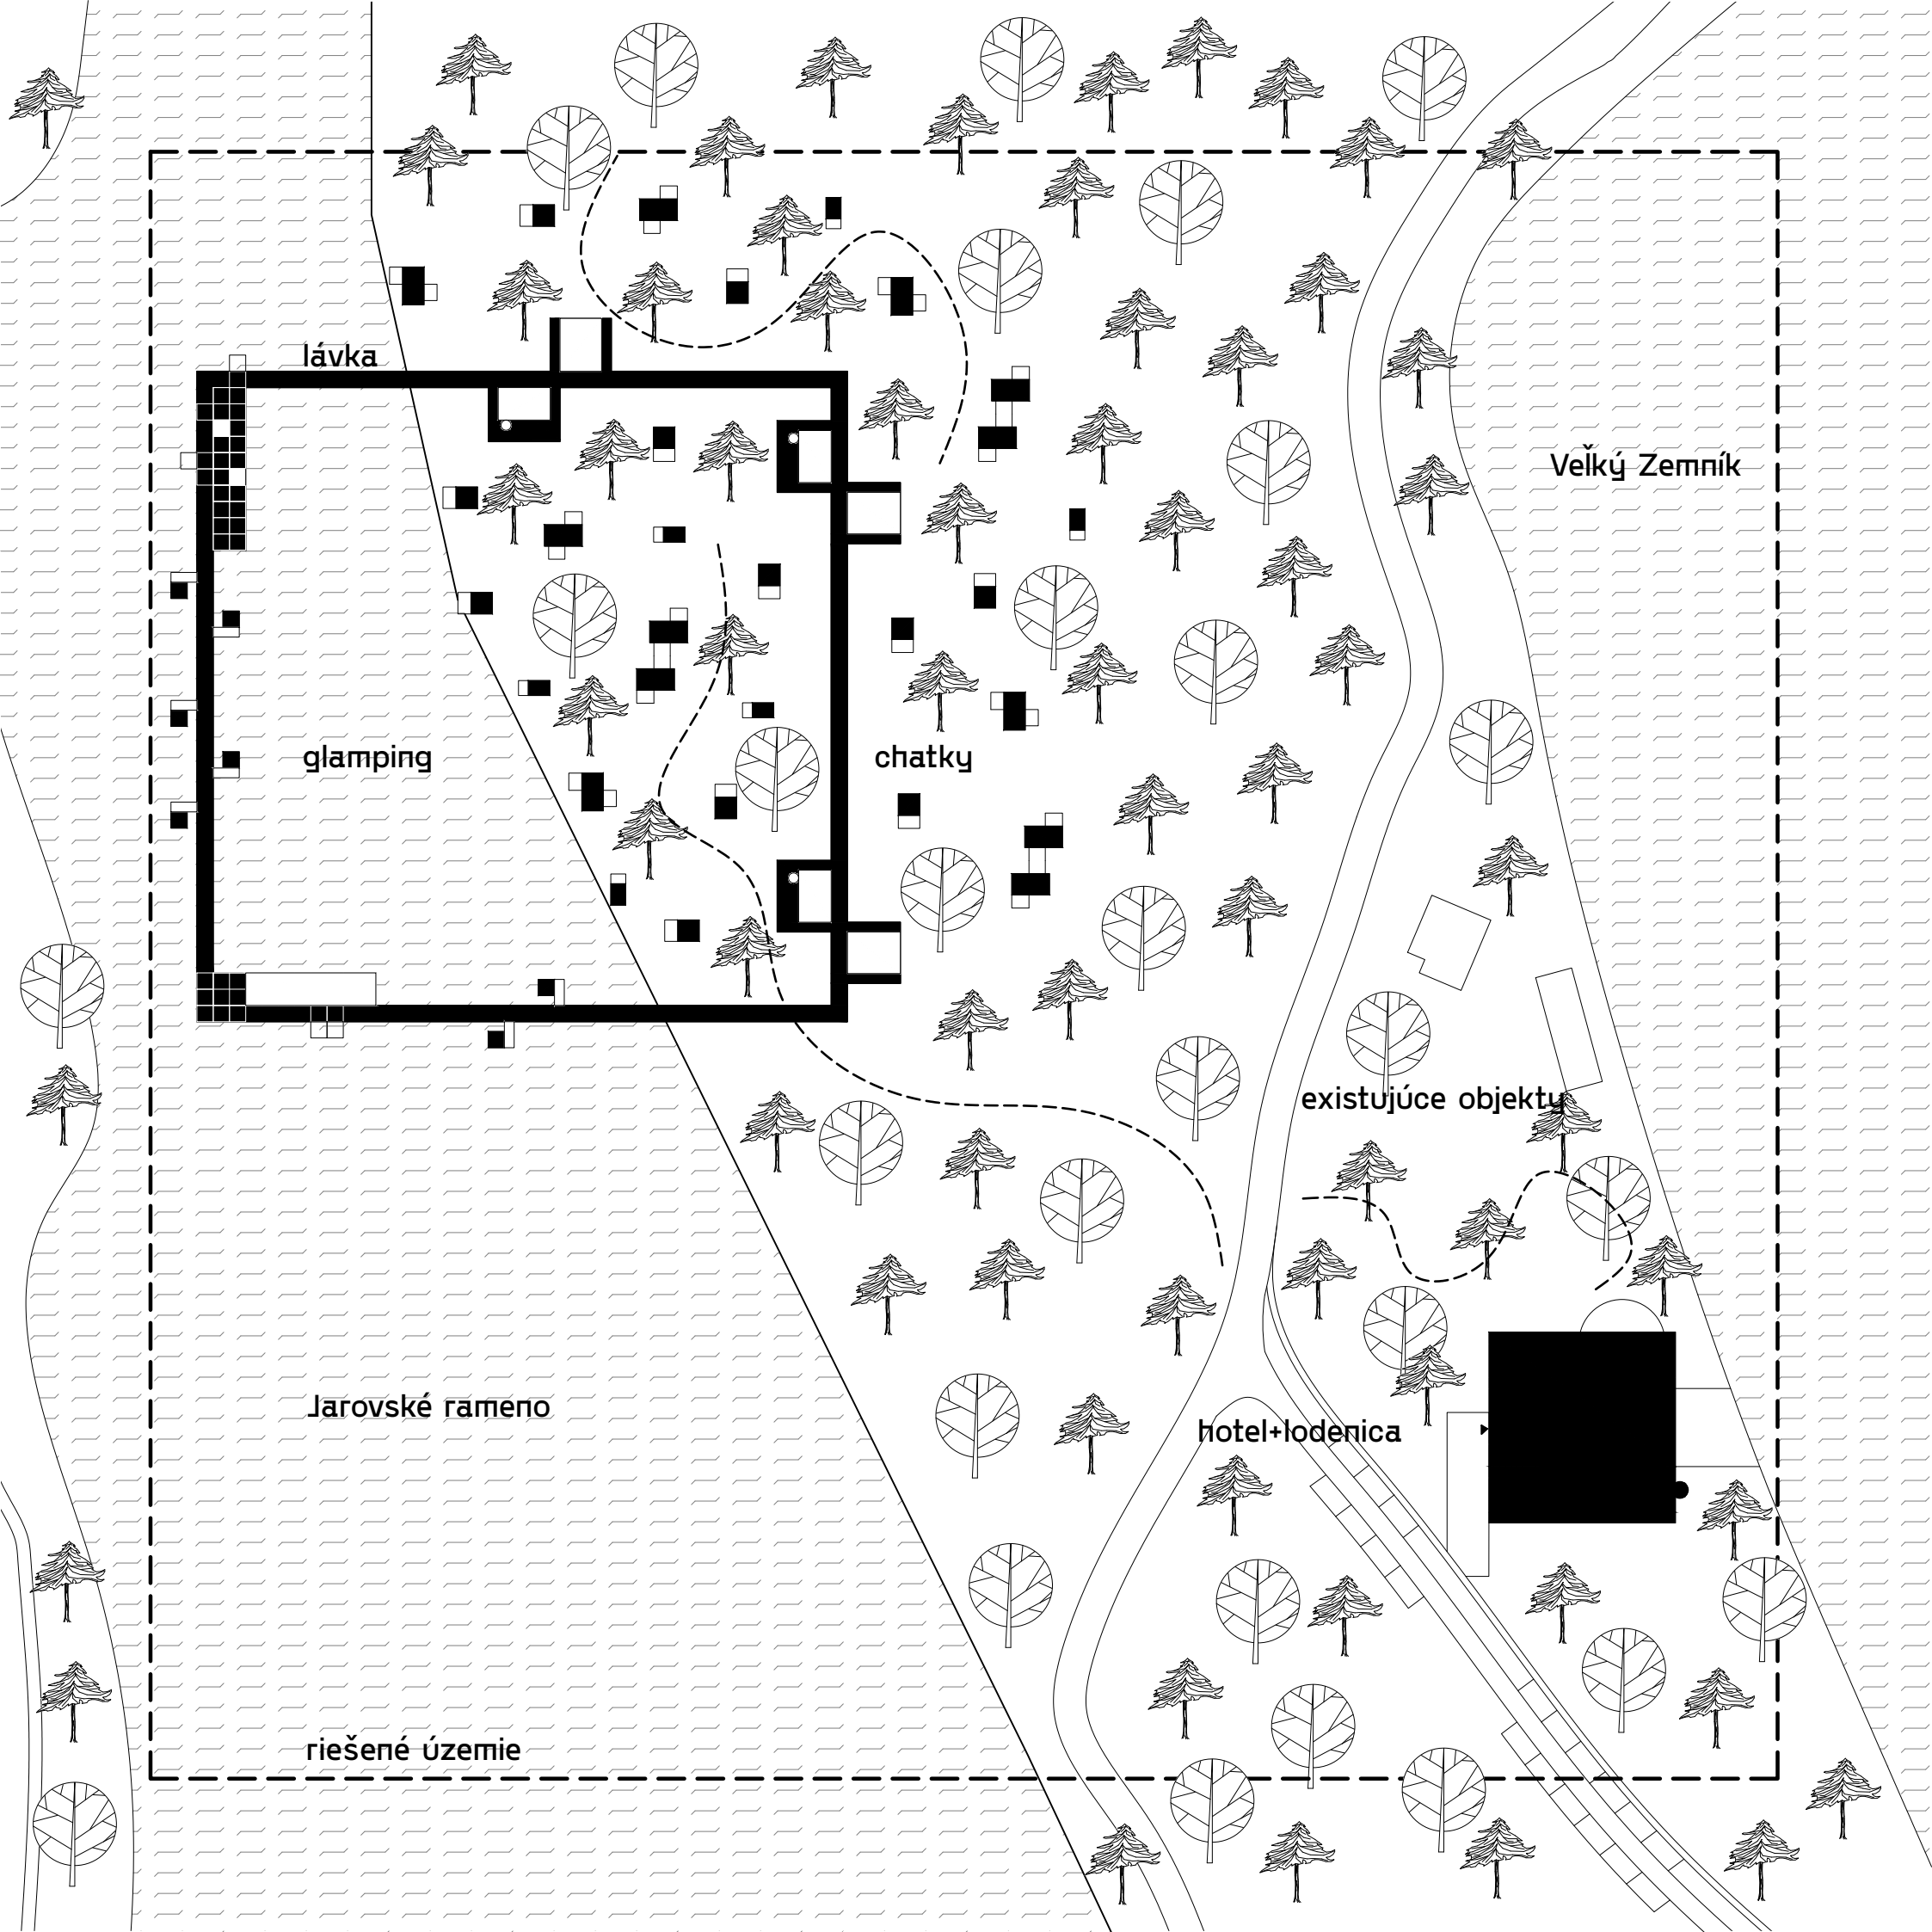 lávka
Veľký Zemník
glamping
chatky
existujúce objekty
Jarovské rameno
hotel+lodenica
riešené územie